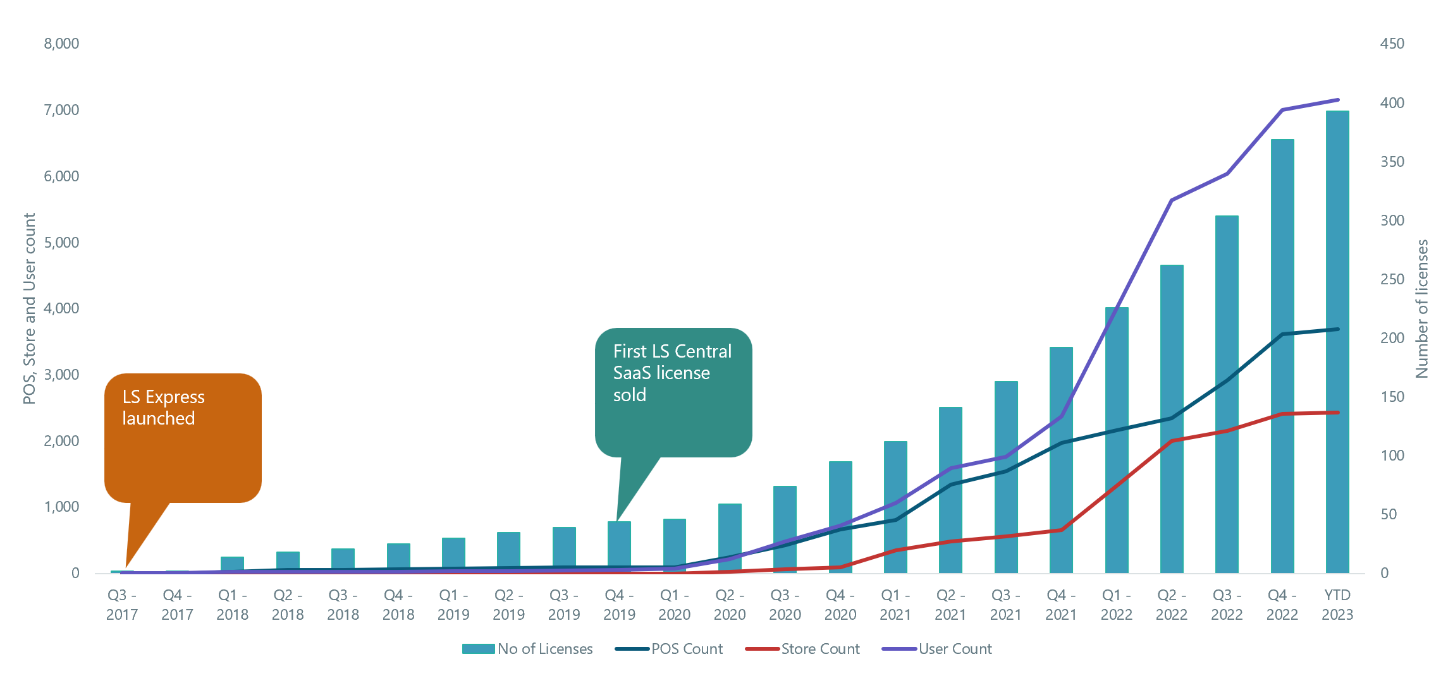 8,000
7,000
6,000
5,000
4,000
3,000
2,000
1,000
0
POS, Store and User count
450
400
350
300
250
200
150
100
50
0
Number of licenses
LS Express
launched
First LS Central
SaaS license
sold
Q3 -
2017
Q4 -
2017
Q1 -
2018
Q2 -
2018
Q3 -
2018
Q4 -
2018
Q1 -
2019
Q2 -
2019
Q3 -
2019
Q4 -
2019
Q1 -
2020
Q2 -
2020
Q3 -
2020
Q4 -
2020
Q1 -
2021
Q2 -
2021
Q3 -
2021
Q4 -
2021
Q1 -
2022
Q2 -
2022
Q3 -
2022
Q4 -
2022
YTD
2023
No of Licenses
POS Count
Store Count
User Count